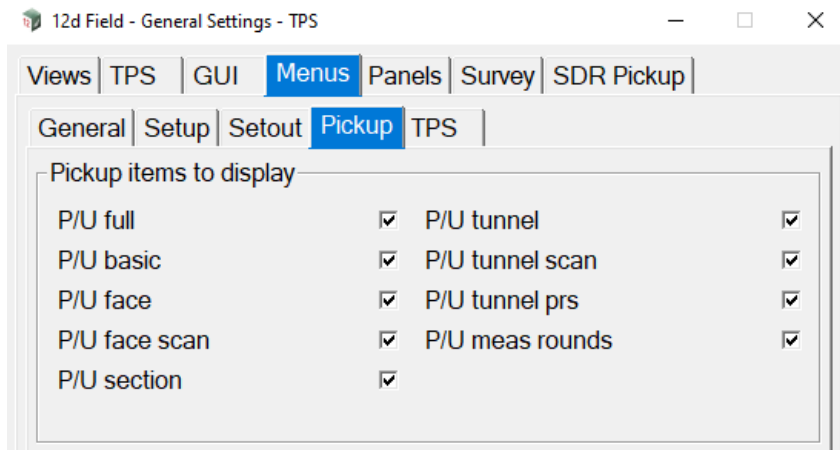 12d Field - General Settings - TPS
Views TPS GUI Menus Panels Survey SDR Pickup
General Setup Setout Pickup TPS
Pickup items to display
P/U full P/U tunnel
P/U basic P/U tunnel scan
P/U face P/U tunnel prs
P/U face scan P/U meas rounds
P/U section